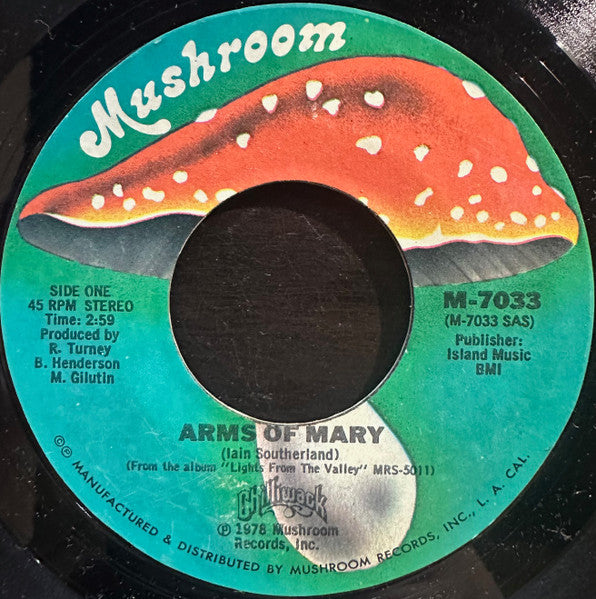 Mushroom
SIDE ONE
45 RPM STEREO
Time: 2:59
Produced by
R. Turney
B. Henderson
M. Gilutin
M-7033
(M-7033 SAS)
Publisher:
Island Music
BMI
ARMS OF MARY
(Iain Southerland)
(From the album "Lights From The Valley" MRS-5011)
Chilliwack
℗ 1978 Mushroom
Records, Inc.
©℗ MANUFACTURED & DISTRIBUTED BY MUSHROOM RECORDS, INC., L. A. CAL.